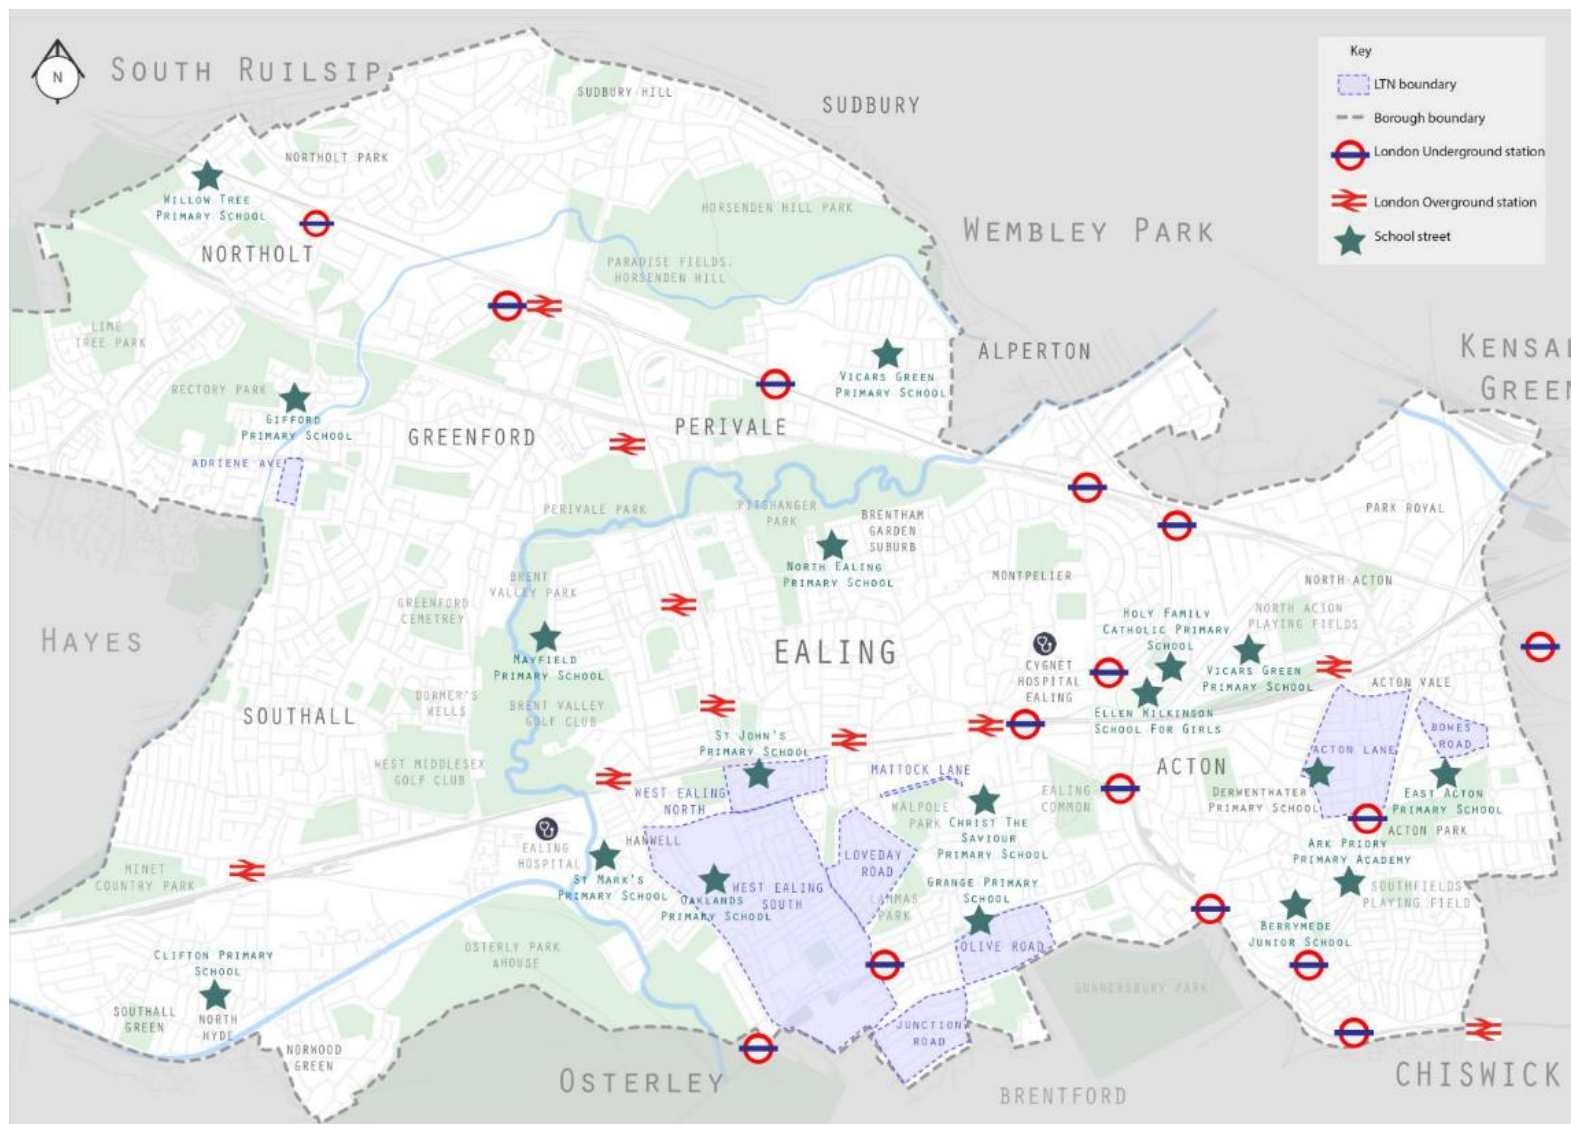 N
SOUTH RUILSIP
SUDBURY HILL
SUDBURY
Key
LTN boundary
Borough boundary
London Underground station
London Overground station
School street
NORTHOLT PARK
WILLOW TREE
PRIMARY SCHOOL
NORTHOLT
HORSENDEN HILL PARK
WEMBLEY PARK
PARADISE FIELDS,
HORSENDEN HILL
LIME
TREE PARK
ALPERTON
KENSAL
GREEN
VICARS GREEN
PRIMARY SCHOOL
RECTORY PARK
GIFFORD
PRIMARY SCHOOL
GREENFORD
PERIVALE
ADRIENE AVE
PERIVALE PARK
PITSHANGER
PARK
BRENTHAM
GARDEN
SUBURB
PARK ROYAL
NORTH EALING
PRIMARY SCHOOL
MONTPELIER
NORTH ACTON
BRENT
VALLEY PARK
GREENFORD
CEMETREY
HOLY FAMILY
CATHOLIC PRIMARY
SCHOOL
NORTH ACTON
PLAYING FIELDS
HAYES
EALING
MAYFIELD
PRIMARY SCHOOL
CYGNET
HOSPITAL
EALING
VICARS GREEN
PRIMARY SCHOOL
ACTON VALE
DORMER'S
WELLS
BRENT VALLEY
GOLF CLUB
SOUTHALL
ELLEN WILKINSON
SCHOOL FOR GIRLS
ST JOHN'S
PRIMARY SCHOOL
BOWES
ROAD
ACTON LANE
WEST MIDDLESEX
GOLF CLUB
MATTOCK LANE
ACTON
WEST EALING
NORTH
EALING
COMMON
DERWENTWATER
PRIMARY SCHOOL
EAST ACTON
PRIMARY SCHOOL
WALPOLE
PARK
CHRIST THE
SAVIOUR
PRIMARY SCHOOL
ACTON PARK
HANWELL
EALING
HOSPITAL
ARK PRIORY
PRIMARY ACADEMY
LOVEDAY
ROAD
MINET
COUNTRY PARK
ST MARK'S
PRIMARY SCHOOL
OAKLANDS
PRIMARY SCHOOL
WEST EALING
SOUTH
GRANGE PRIMARY
SCHOOL
LAMMAS
PARK
SOUTHFIELDS
PLAYING FIELD
BERRYMEDE
JUNIOR SCHOOL
OLIVE ROAD
OSTERLY PARK
&HOUSE
CLIFTON PRIMARY
SCHOOL
GUNNERSBURY PARK
SOUTHALL
GREEN
NORTH
HYDE
JUNCTION
ROAD
NORWOOD
GREEN
OSTERLEY
BRENTFORD
CHISWICK